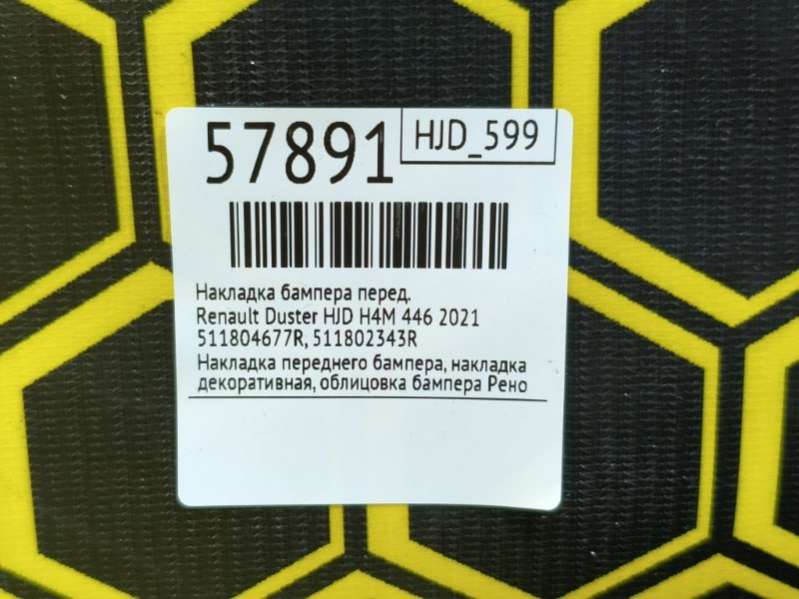 57891
HJD_599
Накладка бампера перед.
Renault Duster HJD H4M 446 2021
511804677R, 511802343R
Накладка переднего бампера, накладка
декоративная, облицовка бампера Рено